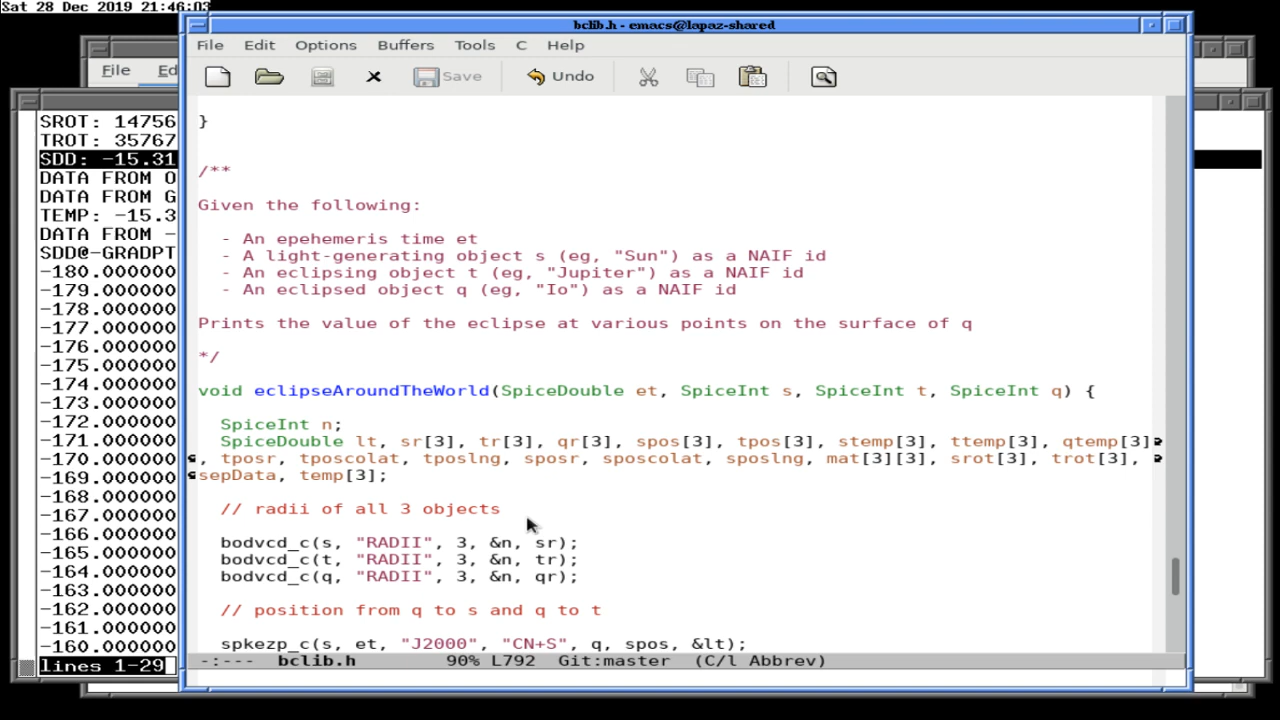 Sat 28 Dec 2019 21:46:03
bclib.h - emacs@lapaz-shared
File Edit Options Buffers Tools C Help
Save Undo
File Ed
SROT: 14756
TROT: 35767
SDD: -15.31
DATA FROM O
DATA FROM G
TEMP: -15.3
DATA FROM -
SDD@-GRADPT
-180.000000
-179.000000
-178.000000
-177.000000
-176.000000
-175.000000
-174.000000
-173.000000
-172.000000
-171.000000
-170.000000
-169.000000
-168.000000
-167.000000
-166.000000
-165.000000
-164.000000
-163.000000
-162.000000
-161.000000
-160.000000
lines 1-29
}
/**
Given the following:
- An epehemeris time et
- A light-generating object s (eg, "Sun") as a NAIF id
- An eclipsing object t (eg, "Jupiter") as a NAIF id
- An eclipsed object q (eg, "Io") as a NAIF id
Prints the value of the eclipse at various points on the surface of q
*/
void eclipseAroundTheWorld(SpiceDouble et, SpiceInt s, SpiceInt t, SpiceInt q) {
SpiceInt n;
SpiceDouble lt, sr[3], tr[3], qr[3], spos[3], tpos[3], stemp[3], ttemp[3], qtemp[3]
, tposr, tposcolat, tposlng, sposr, sposcolat, sposlng, mat[3][3], srot[3], trot[3],
sepData, temp[3];
// radii of all 3 objects
bodvcd_c(s, "RADII", 3, &n, sr);
bodvcd_c(t, "RADII", 3, &n, tr);
bodvcd_c(q, "RADII", 3, &n, qr);
// position from q to s and q to t
spkezp_c(s, et, "J2000", "CN+S", q, spos, &lt);
-:--- bclib.h 90% L792 Git:master (C/l Abbrev)